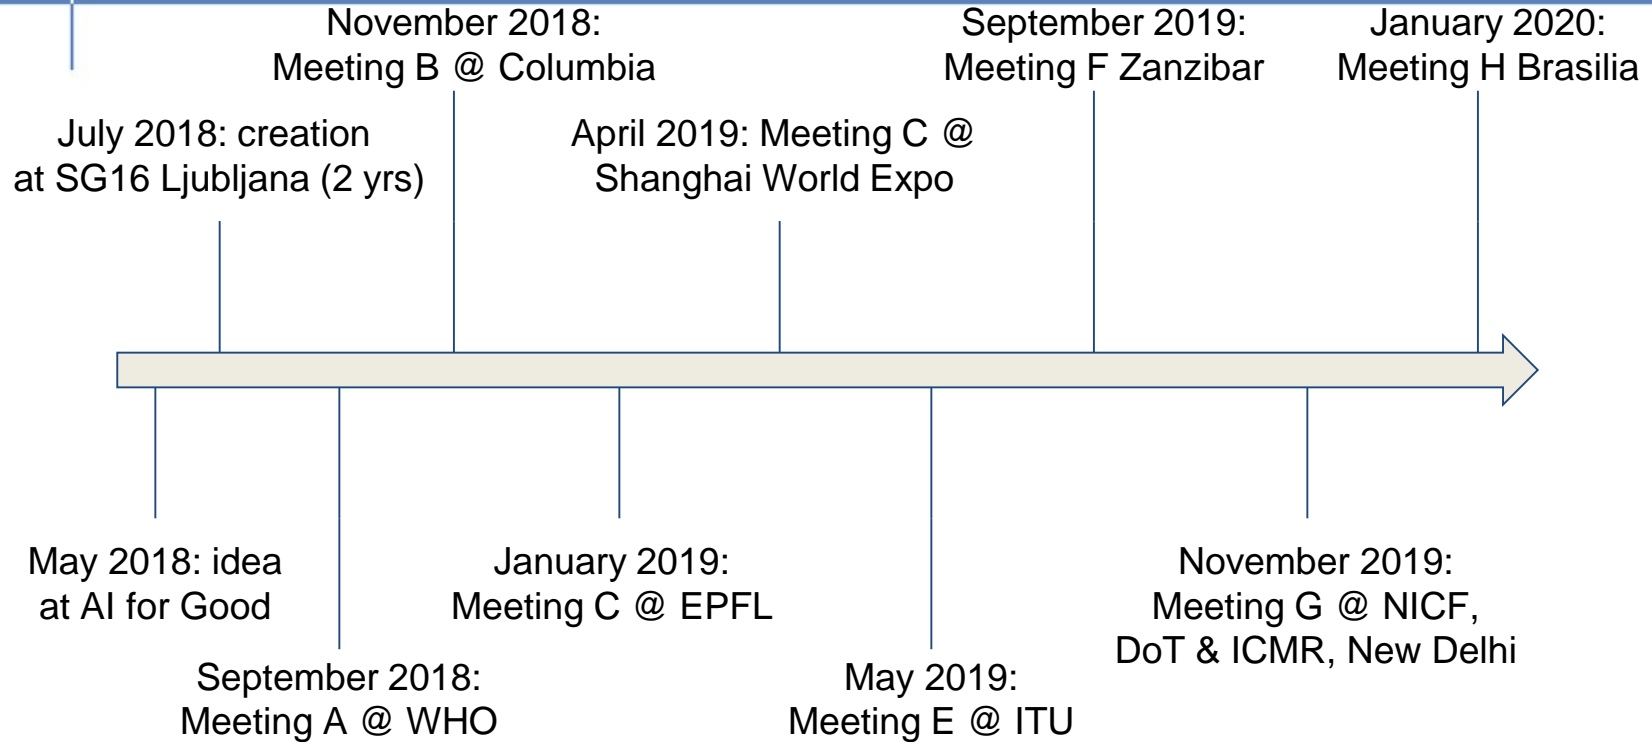 November 2018:
Meeting B @ Columbia
September 2019:
Meeting F Zanzibar
January 2020:
Meeting H Brasilia
July 2018: creation
at SG16 Ljubljana (2 yrs)
April 2019: Meeting C @
Shanghai World Expo
May 2018: idea
at AI for Good
January 2019:
Meeting C @ EPFL
November 2019:
Meeting G @ NICF,
DoT & ICMR, New Delhi
September 2018:
Meeting A @ WHO
May 2019:
Meeting E @ ITU